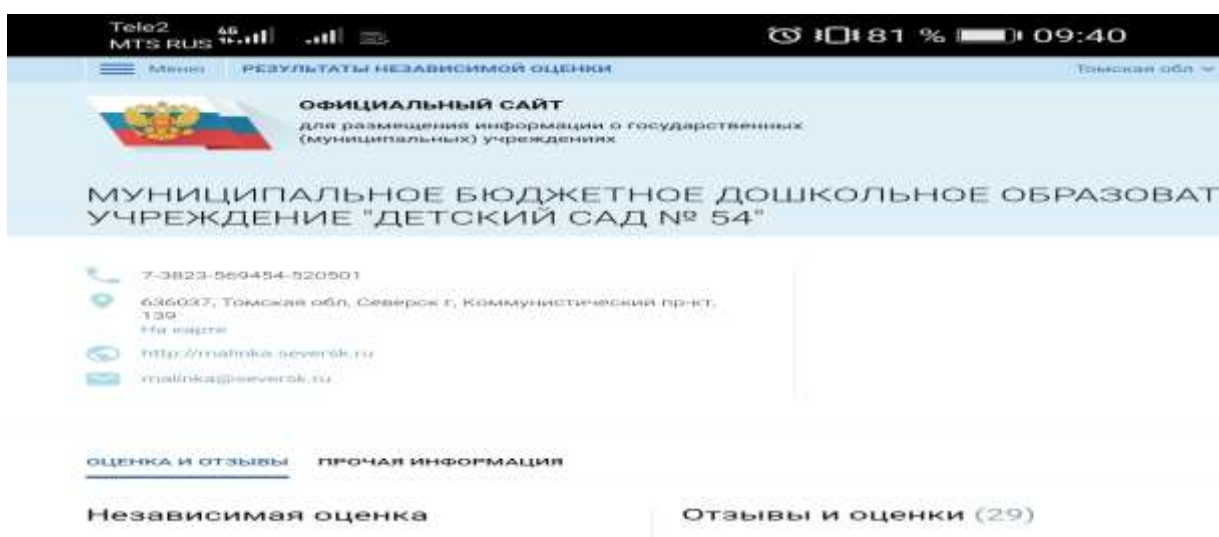 Tele2
MTS RUS 4G 81 % 09:40
Меню РЕЗУЛЬТАТЫ НЕЗАВИСИМОЙ ОЦЕНКИ Томская обл
ОФИЦИАЛЬНЫЙ САЙТ
для размещения информации о государственных
(муниципальных) учреждениях
МУНИЦИПАЛЬНОЕ БЮДЖЕТНОЕ ДОШКОЛЬНОЕ ОБРАЗОВАТ
УЧРЕЖДЕНИЕ "ДЕТСКИЙ САД № 54"
7-3823-569454-520501
636037, Томская обл, Северск г, Коммунистический пр-кт,
139
На карте
http://malinka.seversk.ru
malinka@seversk.ru
ОЦЕНКА И ОТЗЫВЫ ПРОЧАЯ ИНФОРМАЦИЯ
Независимая оценка Отзывы и оценки (29)